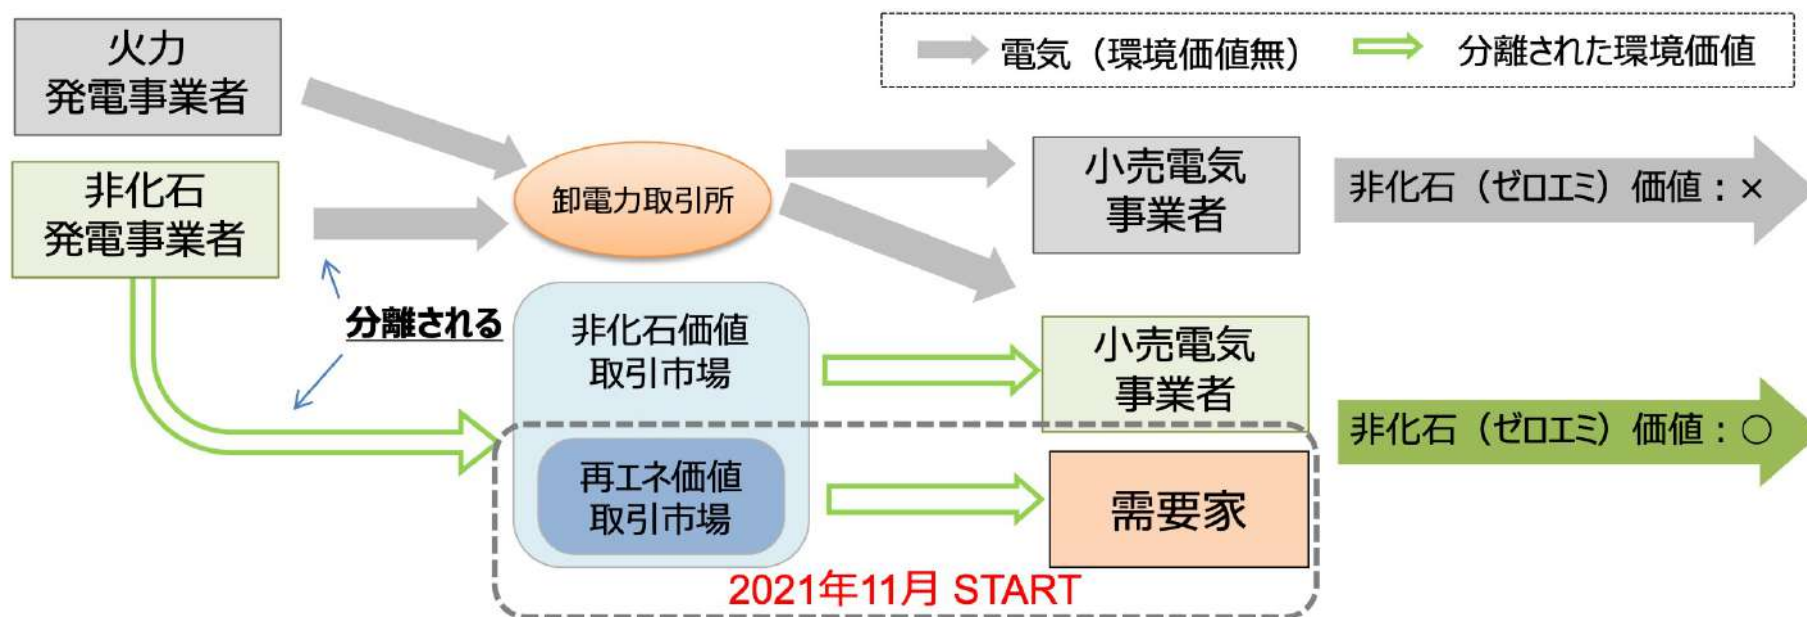 火力
発電事業者
電気（環境価値無）
分離された環境価値
非化石
発電事業者
卸電力取引所
小売電気
事業者
非化石（ゼロエミ）価値：×
分離される
非化石価値
取引市場
小売電気
事業者
非化石（ゼロエミ）価値：○
再エネ価値
取引市場
需要家
2021年11月 START